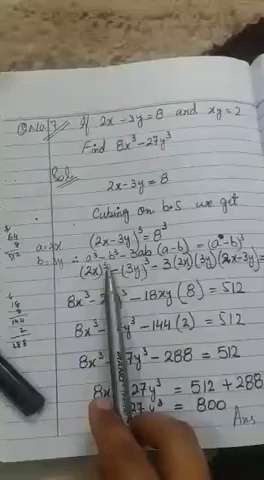 Q.No.7 If 2x - 3y = 8 and xy = 2
Find 8x³ - 27y³
Sol.
2x - 3y = 8
Cubing on b.s we get
(2x - 3y)³ = 8³
a = 2x a³ - b³ - 3ab(a - b) = (a - b)³
b = 3y (2x)³ - (3y)³ - 3(2x)(3y)(2x - 3y) =
8x³ - 7y³ - 18xy(8) = 512
8x³ - y³ - 144(2) = 512
8x³ - 7y³ - 288 = 512
8x 27y³ = 512 + 288
27y³ = 800 Ans
64
8
512
18
8
144
2
288